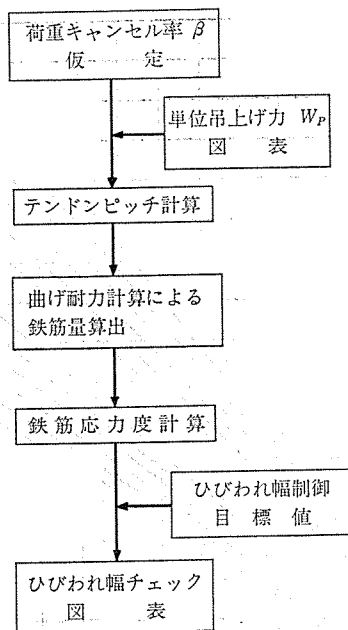 荷重キャンセル率 β
仮 定
単位吊上げ力 WP
図 表
テンドンピッチ計算
曲げ耐力計算による
鉄筋量算出
鉄筋応力度計算
ひびわれ幅制御
目標値
ひびわれ幅チェック
図 表